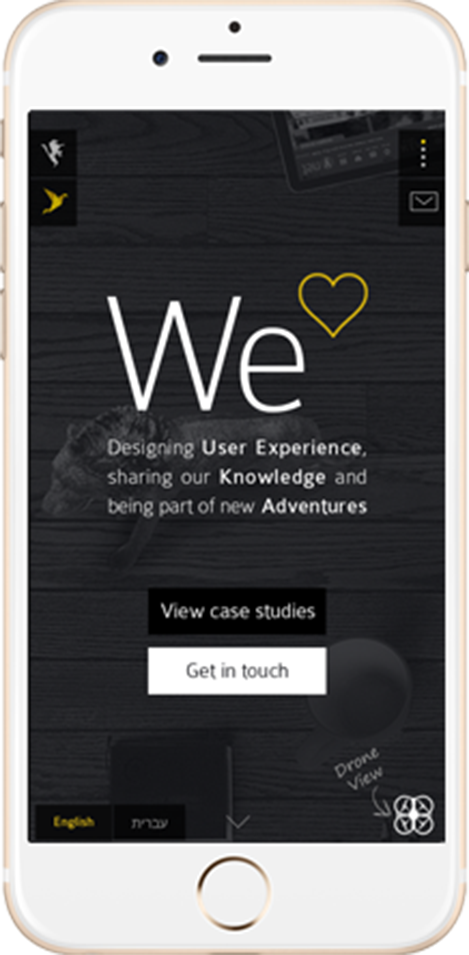 We
Designing User Experience,
sharing our Knowledge and
being part of new Adventures
View case studies
Get in touch
Drone
View
English
עברית